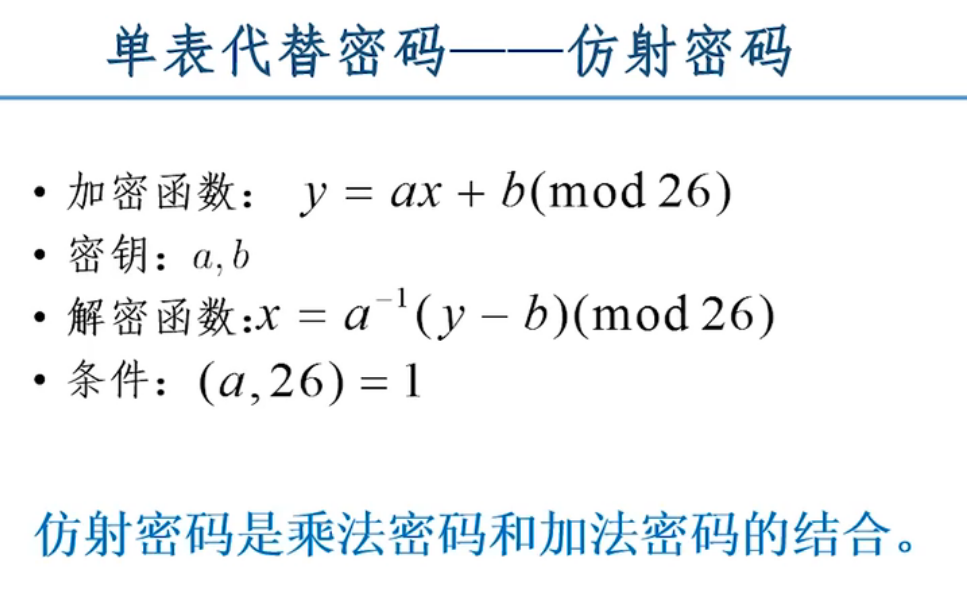 单表代替密码——仿射密码
• 加密函数： y = ax + b(mod 26)
• 密钥：a, b
• 解密函数:x = a⁻¹(y − b)(mod 26)
• 条件：(a, 26) = 1
仿射密码是乘法密码和加法密码的结合。